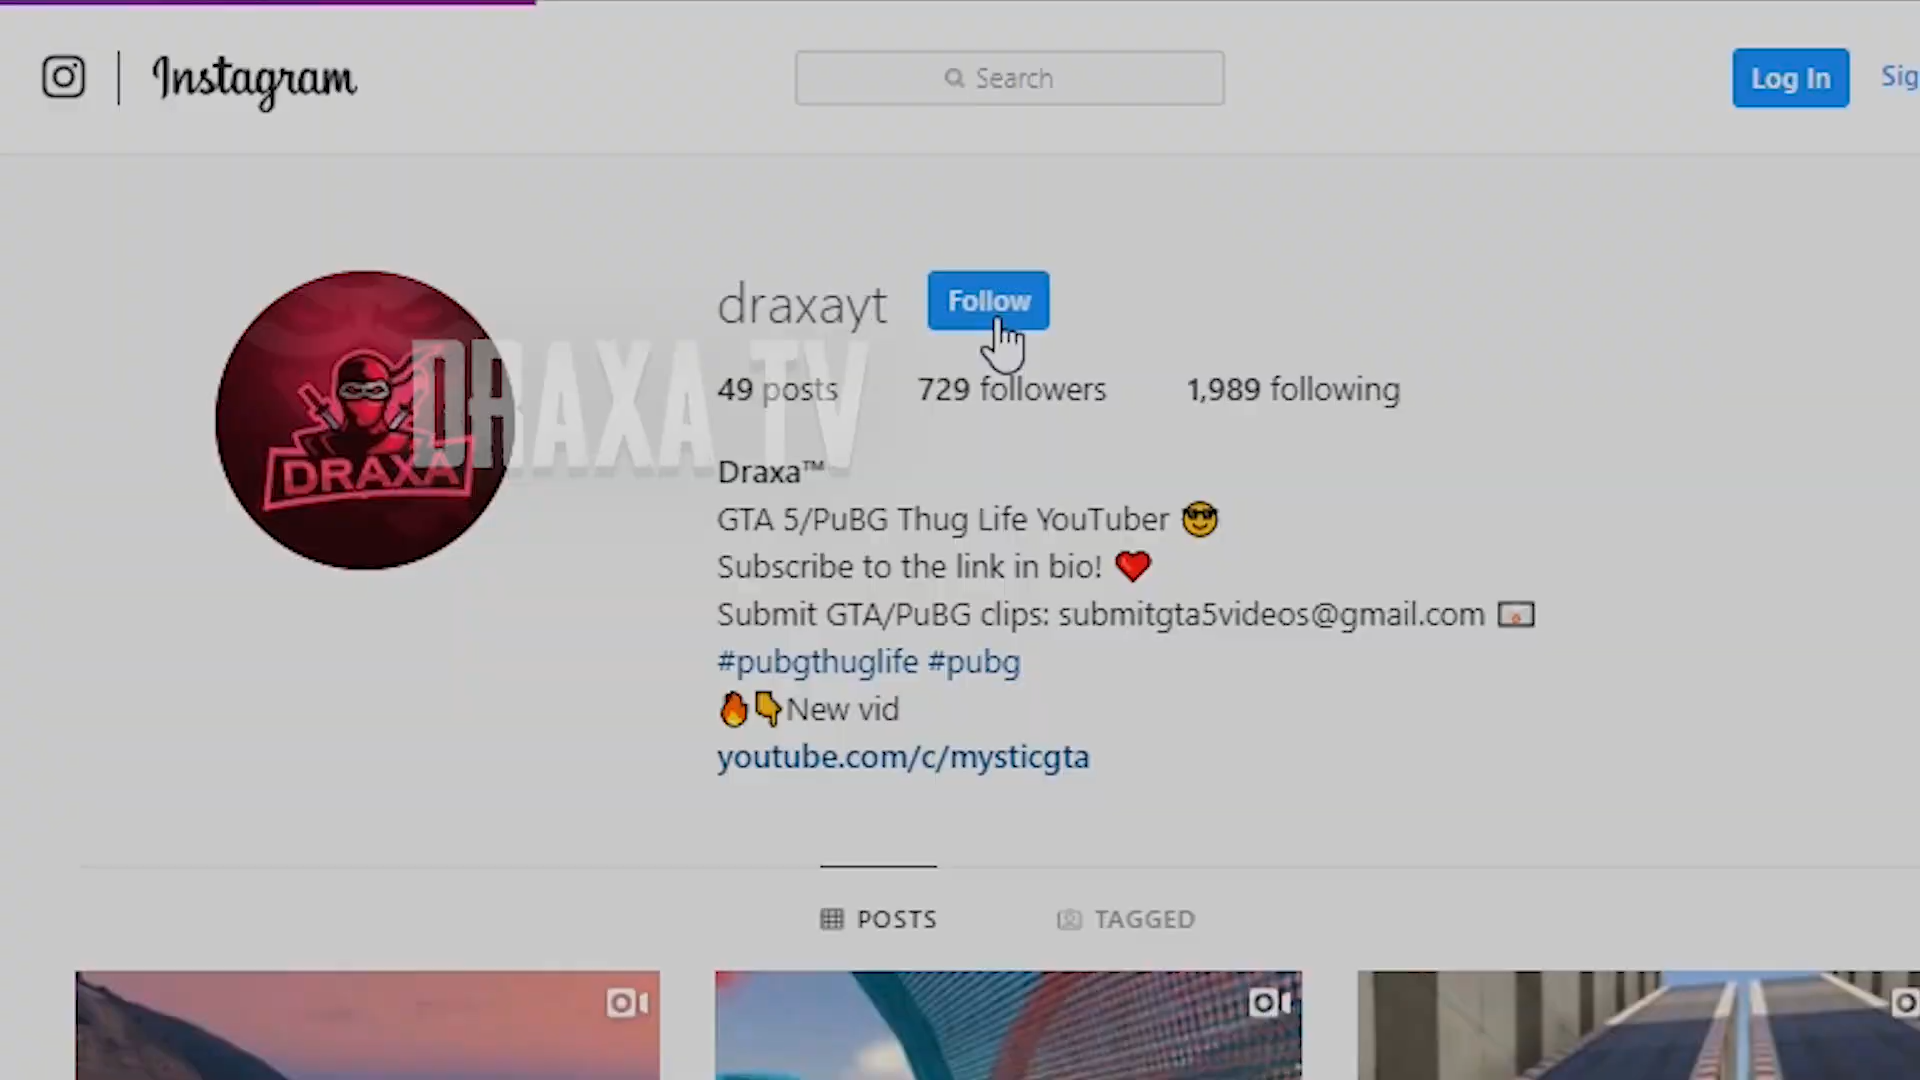 Instagram
Search
Log In
Sig
draxayt
Follow
DRAXA TV
49 posts
729 followers
1,989 following
DRAXA
Draxa™
GTA 5/PuBG Thug Life YouTuber 😎
Subscribe to the link in bio! ❤️
Submit GTA/PuBG clips: submitgta5videos@gmail.com
#pubgthuglife #pubg
🔥👇New vid
youtube.com/c/mysticgta
POSTS
TAGGED